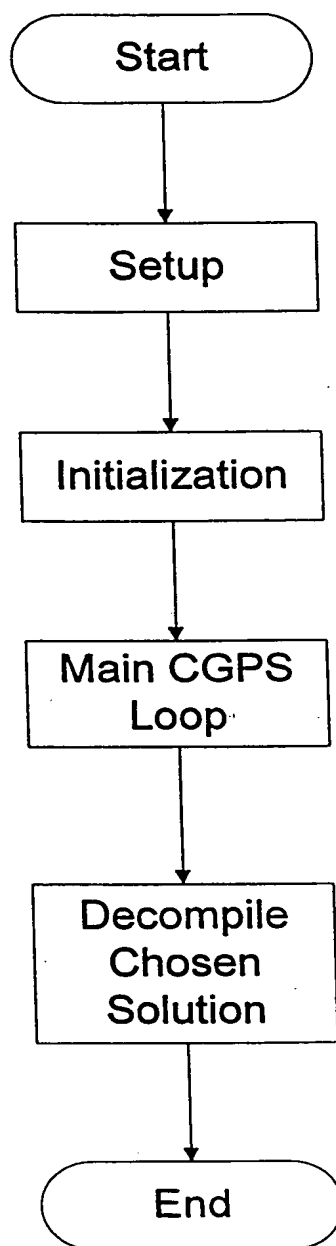 Start
Setup
Initialization
Main CGPS
Loop
Decompile
Chosen
Solution
End